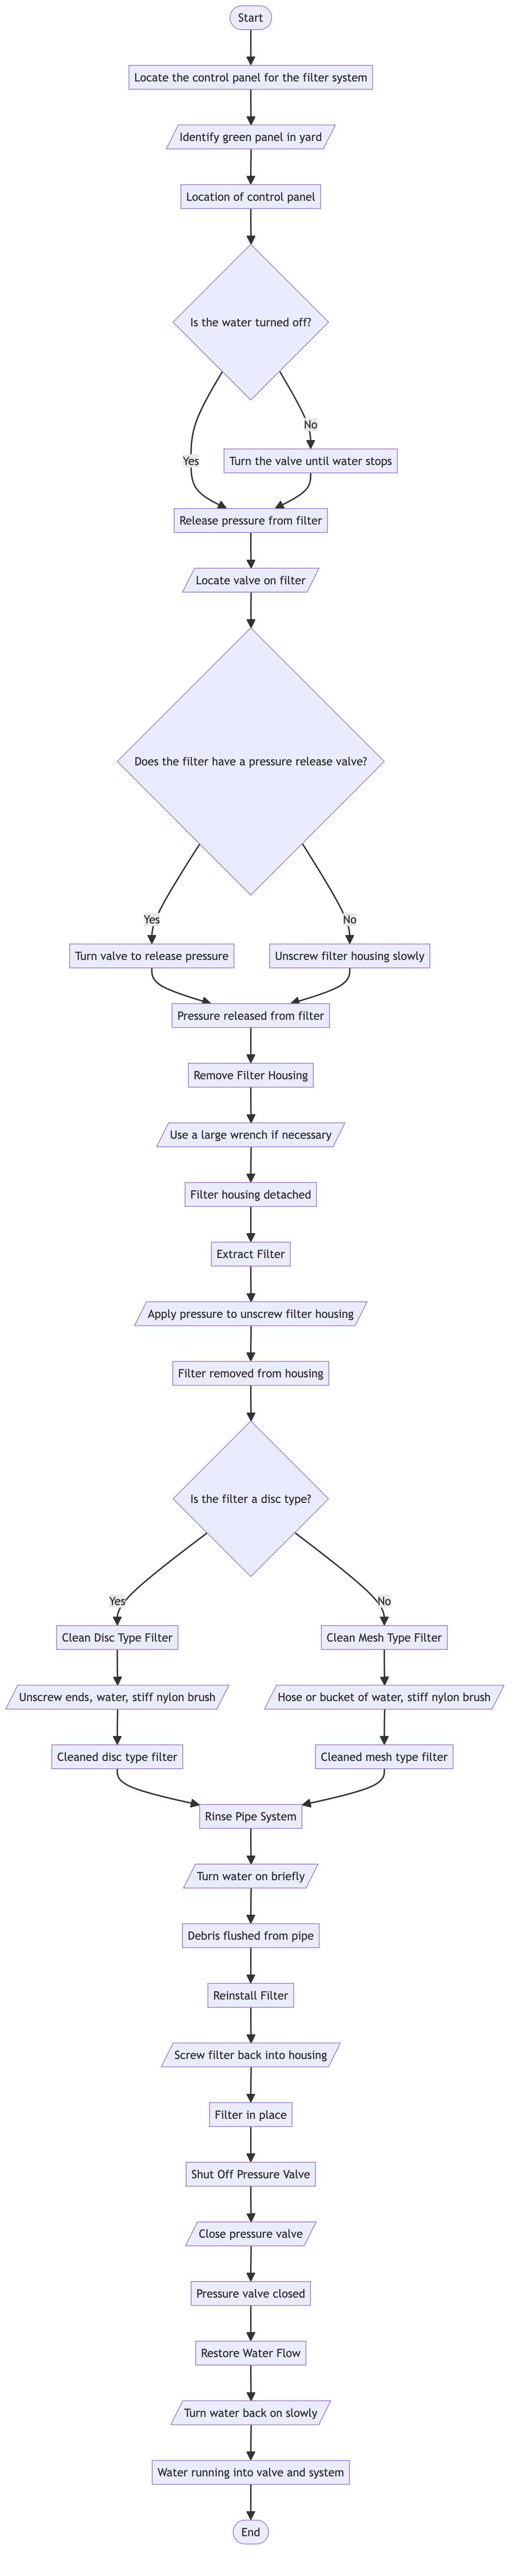 Start
Locate the control panel for the filter system
Identify green panel in yard
Location of control panel
Is the water turned off?
No
Yes
Turn the valve until water stops
Release pressure from filter
Locate valve on filter
Does the filter have a pressure release valve?
Yes
No
Turn valve to release pressure
Unscrew filter housing slowly
Pressure released from filter
Remove Filter Housing
Use a large wrench if necessary
Filter housing detached
Extract Filter
Apply pressure to unscrew filter housing
Filter removed from housing
Is the filter a disc type?
Yes
No
Clean Disc Type Filter
Clean Mesh Type Filter
Unscrew ends, water, stiff nylon brush
Hose or bucket of water, stiff nylon brush
Cleaned disc type filter
Cleaned mesh type filter
Rinse Pipe System
Turn water on briefly
Debris flushed from pipe
Reinstall Filter
Screw filter back into housing
Filter in place
Shut Off Pressure Valve
Close pressure valve
Pressure valve closed
Restore Water Flow
Turn water back on slowly
Water running into valve and system
End